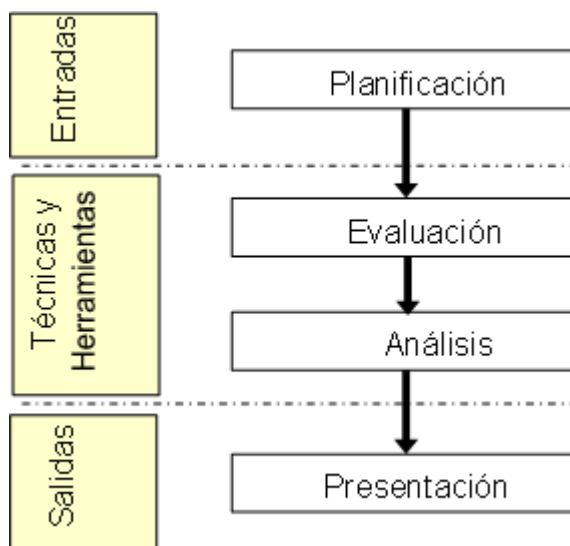 Entradas
Planificación
Técnicas y
Herramientas
Evaluación
Análisis
Salidas
Presentación